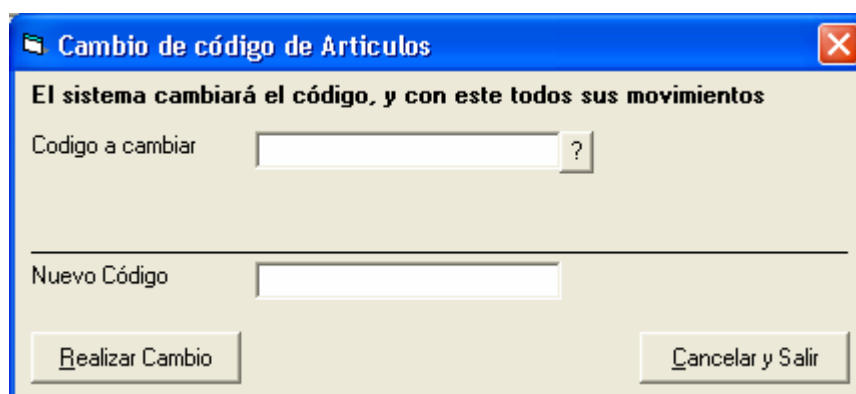 Cambio de código de Articulos
El sistema cambiará el código, y con este todos sus movimientos
Codigo a cambiar ?
Nuevo Código
Realizar Cambio Cancelar y Salir